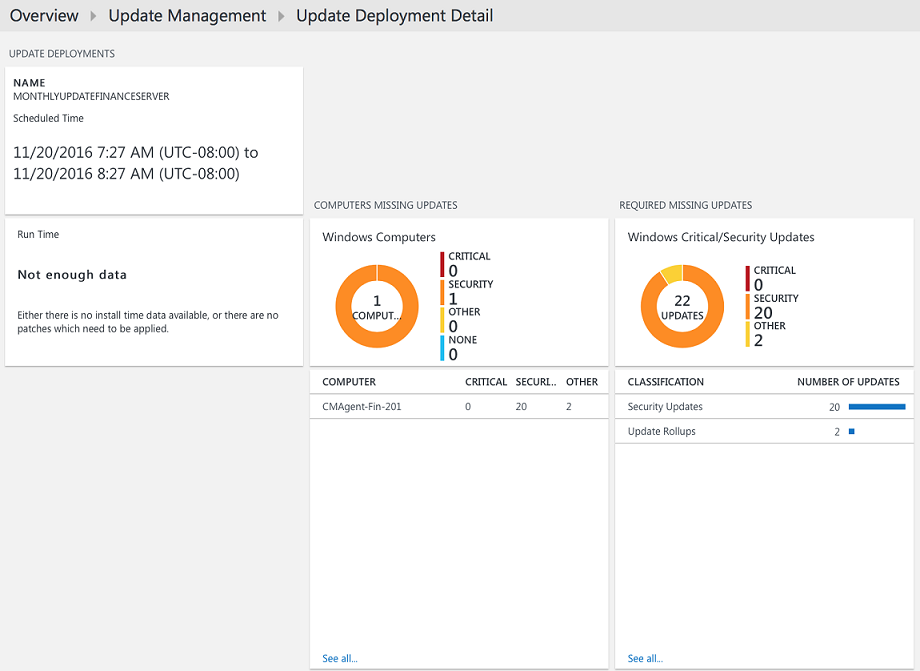 Overview Update Management Update Deployment Detail
UPDATE DEPLOYMENTS
NAME
MONTHLYUPDATEFINANCESERVER
Scheduled Time
11/20/2016 7:27 AM (UTC-08:00) to
11/20/2016 8:27 AM (UTC-08:00)
Run Time
Not enough data
Either there is no install time data available, or there are no
patches which need to be applied.
COMPUTERS MISSING UPDATES
Windows Computers
1
COMPUT...
CRITICAL
0
SECURITY
1
OTHER
0
NONE
0
COMPUTER CRITICAL SECURI... OTHER
CMAgent-Fin-201 0 20 2
See all...
REQUIRED MISSING UPDATES
Windows Critical/Security Updates
22
UPDATES
CRITICAL
0
SECURITY
20
OTHER
2
CLASSIFICATION NUMBER OF UPDATES
Security Updates 20
Update Rollups 2
See all...